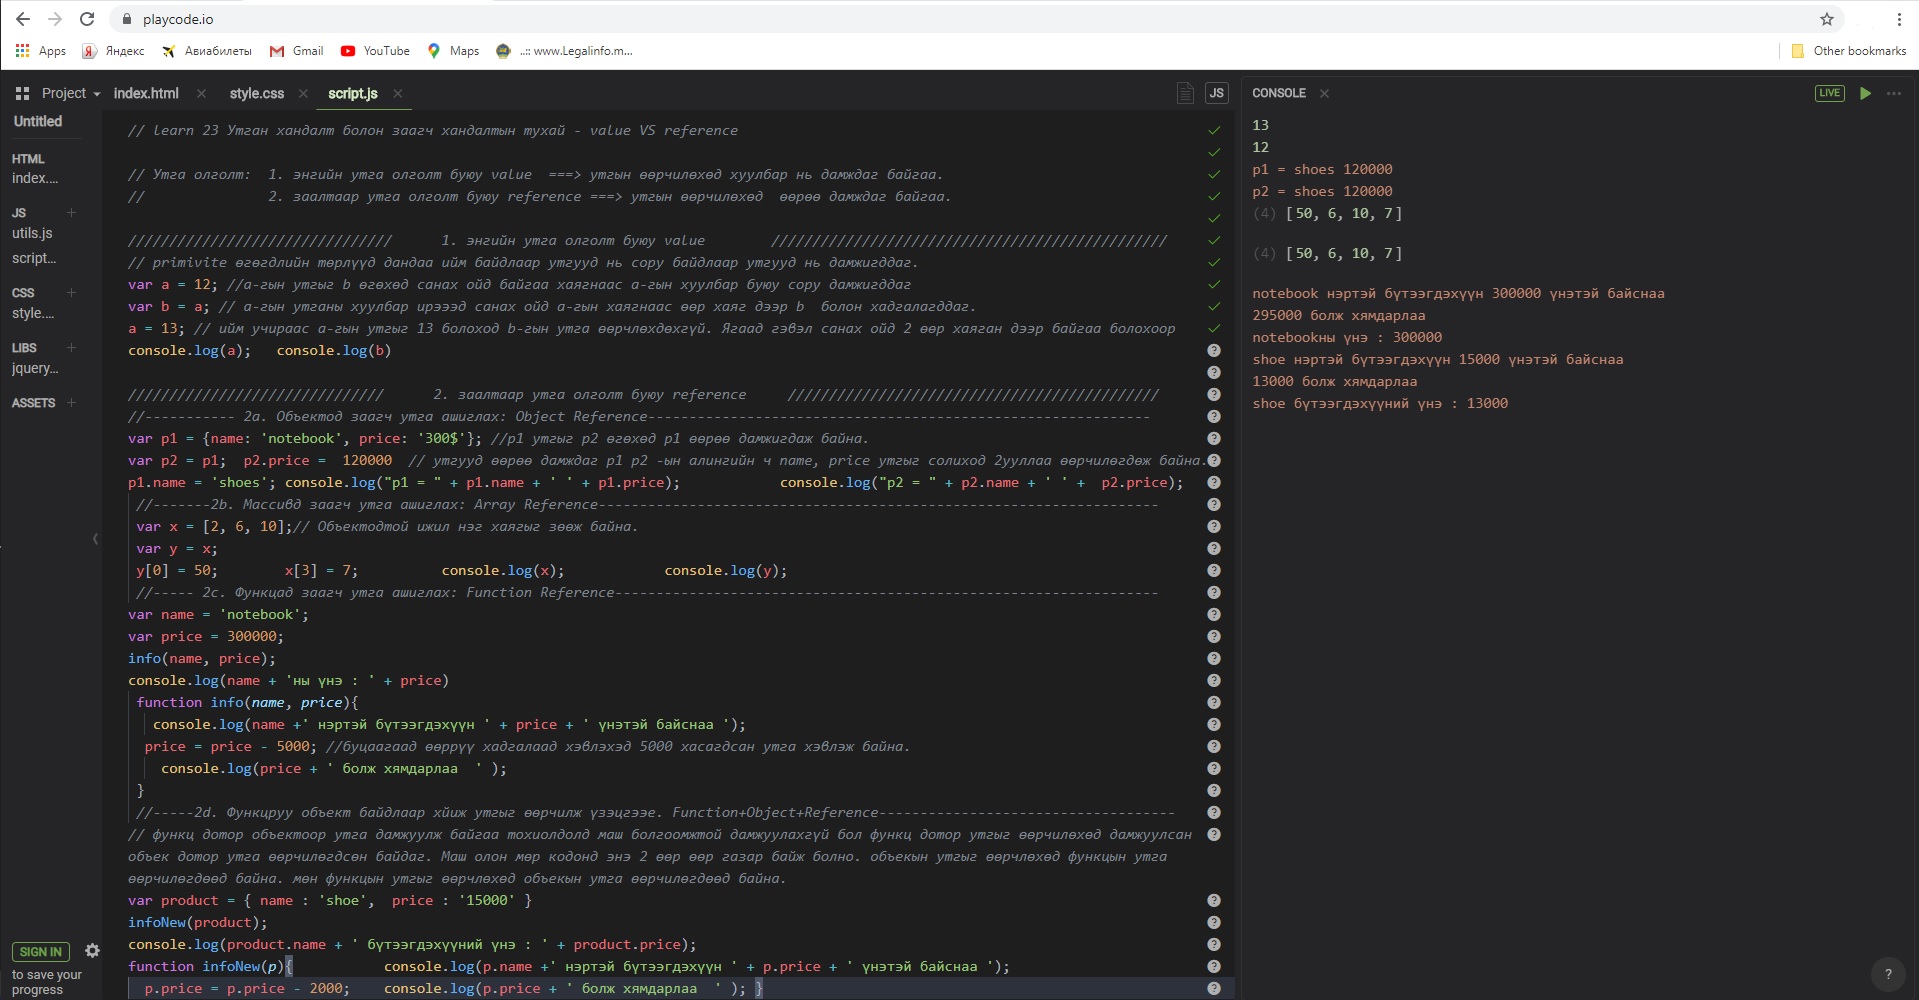 playcode.io
Apps Яндекс Авиабилеты Gmail YouTube Maps ..:: www.Legalinfo.m... Other bookmarks
Project index.html style.css script.js JS
Untitled
HTML
index....
JS
utils.js
script...
CSS
style....
LIBS
jquery...
ASSETS
SIGN IN
to save your
progress
// learn 23 Утган хандалт болон заагч хандалтын тухай - value VS reference
// Утга олголт: 1. энгийн утга олголт буюу value ===> утгын өөрчилөхөд хуулбар нь дамждаг байгаа.
// 2. заалтаар утга олголт буюу reference ===> утгын өөрчилөхөд өөрөө дамждаг байгаа.
//////////////////////////////// 1. энгийн утга олголт буюу value ////////////////////////////////////////////////
// primivite өгөгдлийн төрлүүд дандаа ийм байдлаар утгууд нь copy байдлаар утгууд нь дамжигддаг.
var a = 12; //a-гын утгыг b өгөхөд санах ойд байгаа хаягнаас a-гын хуулбар буюу copy дамжигддаг
var b = a; // a-гын утганы хуулбар ирэээд санах ойд a-гын хаягнаас өөр хаяг дээр b болон хадгалагддаг.
a = 13; // ийм учираас a-гын утгыг 13 болоход b-гын утга өөрчлөхдөхгүй. Ягаад гэвэл санах ойд 2 өөр хаяган дээр байгаа болохоор
console.log(a); console.log(b)
/////////////////////////////// 2. заалтаар утга олголт буюу reference /////////////////////////////////////////////
//----------- 2a. Объектод заагч утга ашиглах: Object Reference-------------------------------------------------------------
var p1 = {name: 'notebook', price: '300$'}; //p1 утгыг p2 өгөхөд p1 өөрөө дамжигдаж байна.
var p2 = p1; p2.price = 120000 // утгууд өөрөө дамждаг p1 p2 -ын алингийн ч name, price утгыг солиход 2ууллаа өөрчилөгдөж байна.
p1.name = 'shoes'; console.log("p1 = " + p1.name + ' ' + p1.price); console.log("p2 = " + p2.name + ' ' + p2.price);
//-------2b. Массивд заагч утга ашиглах: Array Reference--------------------------------------------------------------------
var x = [2, 6, 10];// Объектодтой ижил нэг хаягыг зөөж байна.
var y = x;
y[0] = 50; x[3] = 7; console.log(x); console.log(y);
//----- 2c. Функцад заагч утга ашиглах: Function Reference------------------------------------------------------------------
var name = 'notebook';
var price = 300000;
info(name, price);
console.log(name + 'ны үнэ : ' + price)
function info(name, price){
console.log(name +' нэртэй бүтээгдэхүүн ' + price + ' үнэтэй байснаа ');
price = price - 5000; //буцаагаад өөррүү хадгалаад хэвлэхэд 5000 хасагдсан утга хэвлэж байна.
console.log(price + ' болж хямдарлаа ' );
}
//-----2d. Функцруу объект байдлаар хйиж утгыг өөрчилж үзэцгээе. Function+Object+Reference------------------------------------
// функц дотор объектоор утга дамжуулж байгаа тохиолдолд маш болгоомжтой дамжуулахгүй бол функц дотор утгыг өөрчилөхөд дамжуулсан
объек дотор утга өөрчилөгдсөн байдаг. Маш олон мөр кодонд энэ 2 өөр өөр газар байж болно. объекын утгыг өөрчлөхөд функцын утга
өөрчилөгдөөд байна. мөн функцын утгыг өөрчлөхөд объекын утга өөрчилөгдөөд байна.
var product = { name : 'shoe', price : '15000' }
infoNew(product);
console.log(product.name + ' бүтээгдэхүүний үнэ : ' + product.price);
function infoNew(p){ console.log(p.name +' нэртэй бүтээгдэхүүн ' + p.price + ' үнэтэй байснаа ');
p.price = p.price - 2000; console.log(p.price + ' болж хямдарлаа ' ); }
CONSOLE LIVE
13
12
p1 = shoes 120000
p2 = shoes 120000
(4) [50, 6, 10, 7]
(4) [50, 6, 10, 7]
notebook нэртэй бүтээгдэхүүн 300000 үнэтэй байснаа
295000 болж хямдарлаа
notebookны үнэ : 300000
shoe нэртэй бүтээгдэхүүн 15000 үнэтэй байснаа
13000 болж хямдарлаа
shoe бүтээгдэхүүний үнэ : 13000